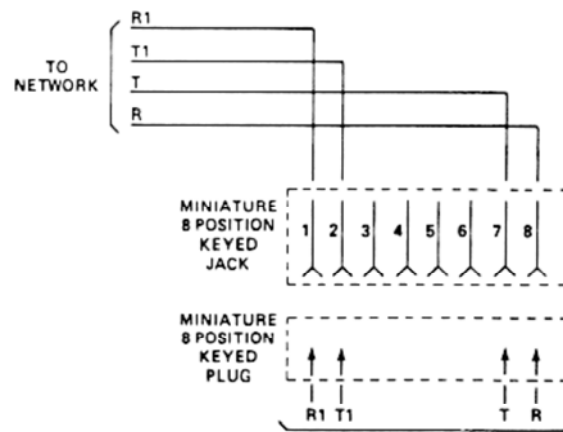 R1
T1
TO
NETWORK
T
R
MINIATURE
8 POSITION
KEYED
JACK
1 2 3 4 5 6 7 8
MINIATURE
8 POSITION
KEYED
PLUG
R1 T1 T R